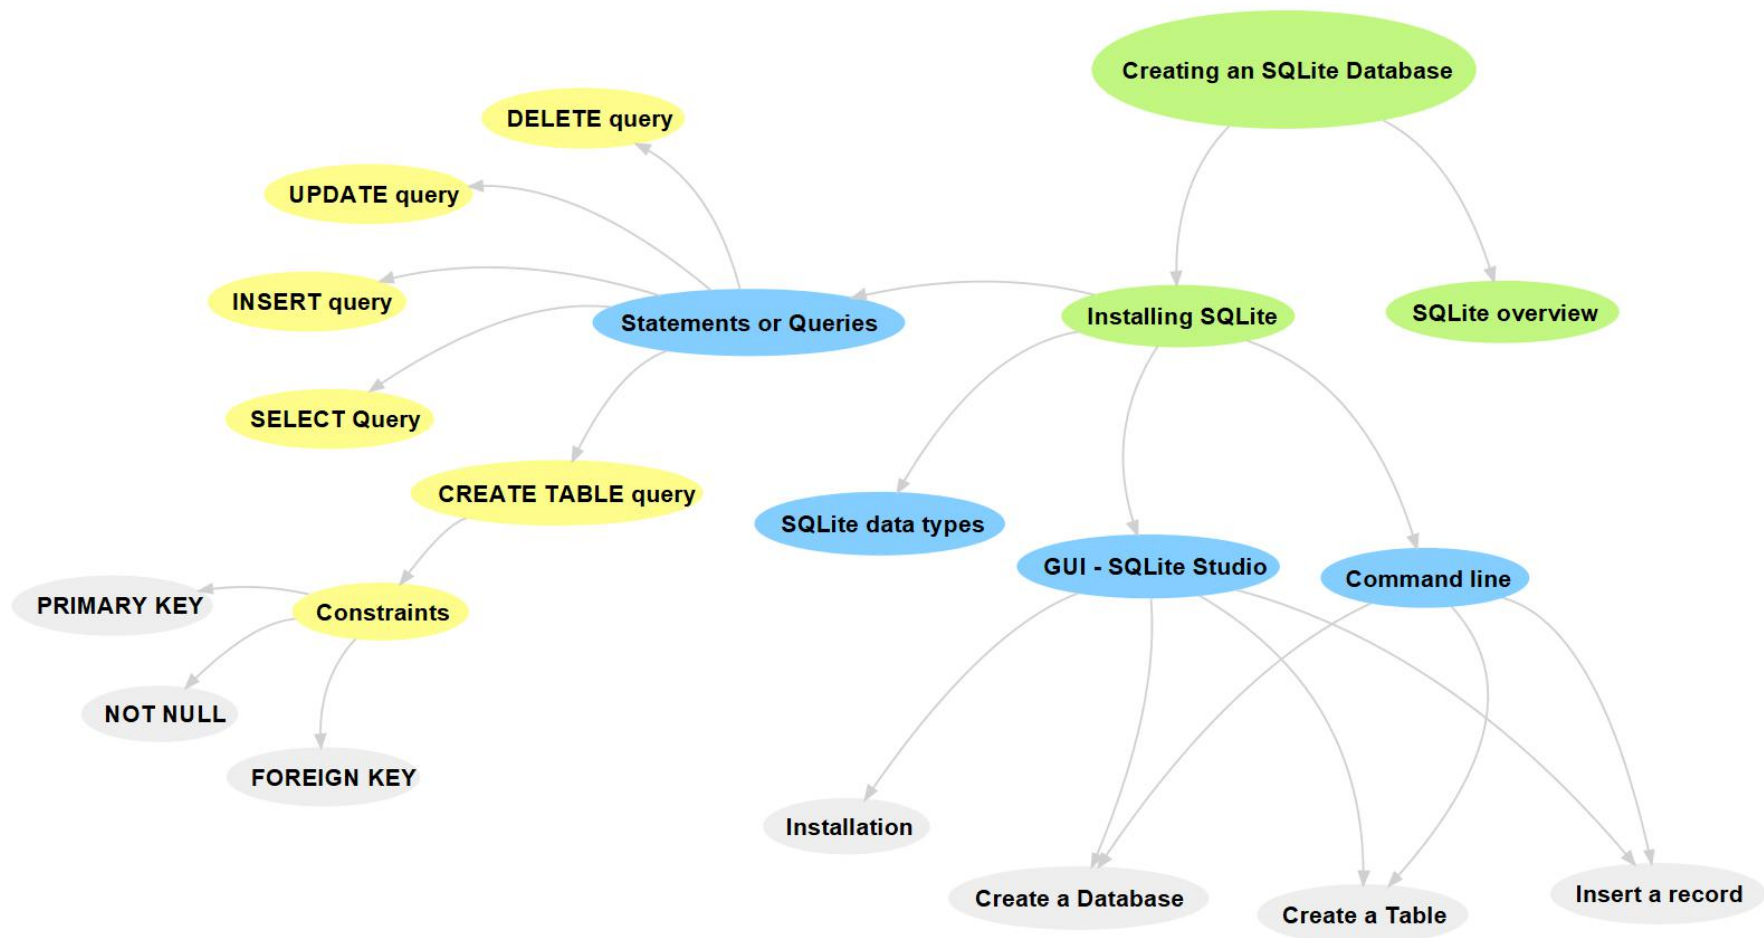 Creating an SQLite Database
DELETE query
UPDATE query
INSERT query
Statements or Queries
Installing SQLite
SQLite overview
SELECT Query
CREATE TABLE query
SQLite data types
GUI - SQLite Studio
Command line
PRIMARY KEY
Constraints
NOT NULL
FOREIGN KEY
Installation
Create a Database
Create a Table
Insert a record